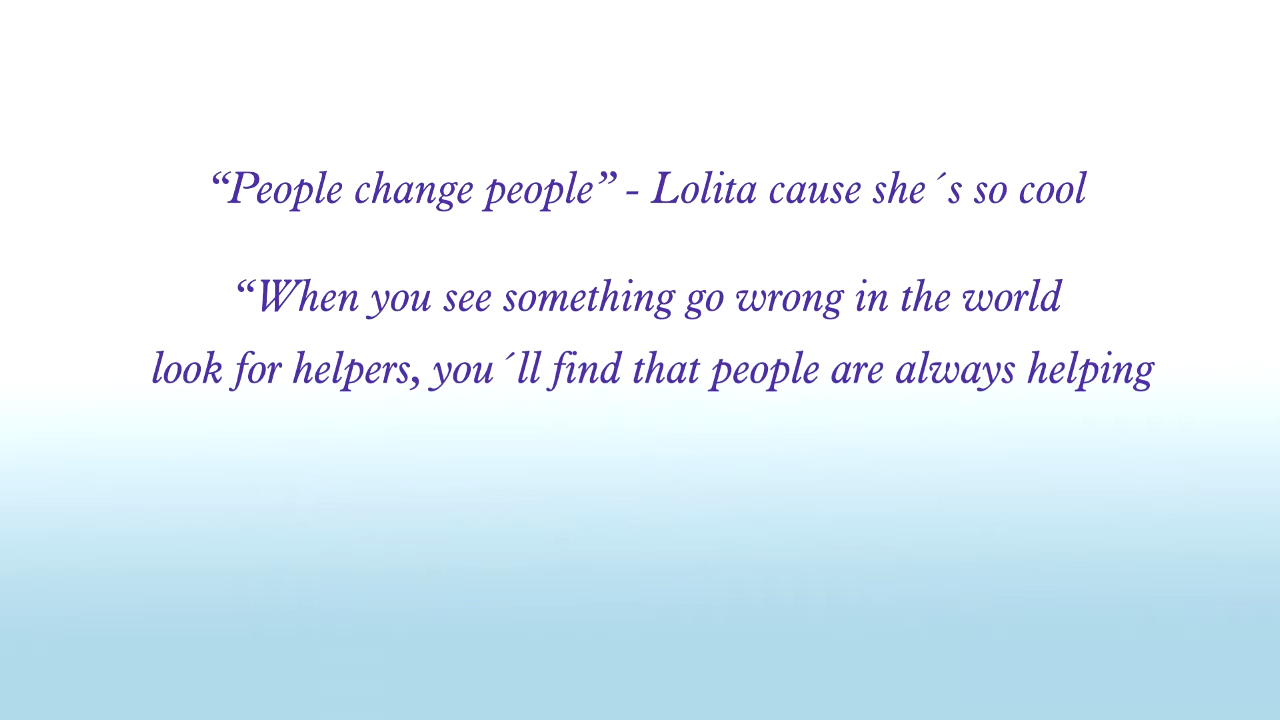 “People change people” - Lolita cause she´s so cool
“When you see something go wrong in the world
look for helpers, you´ll find that people are always helping